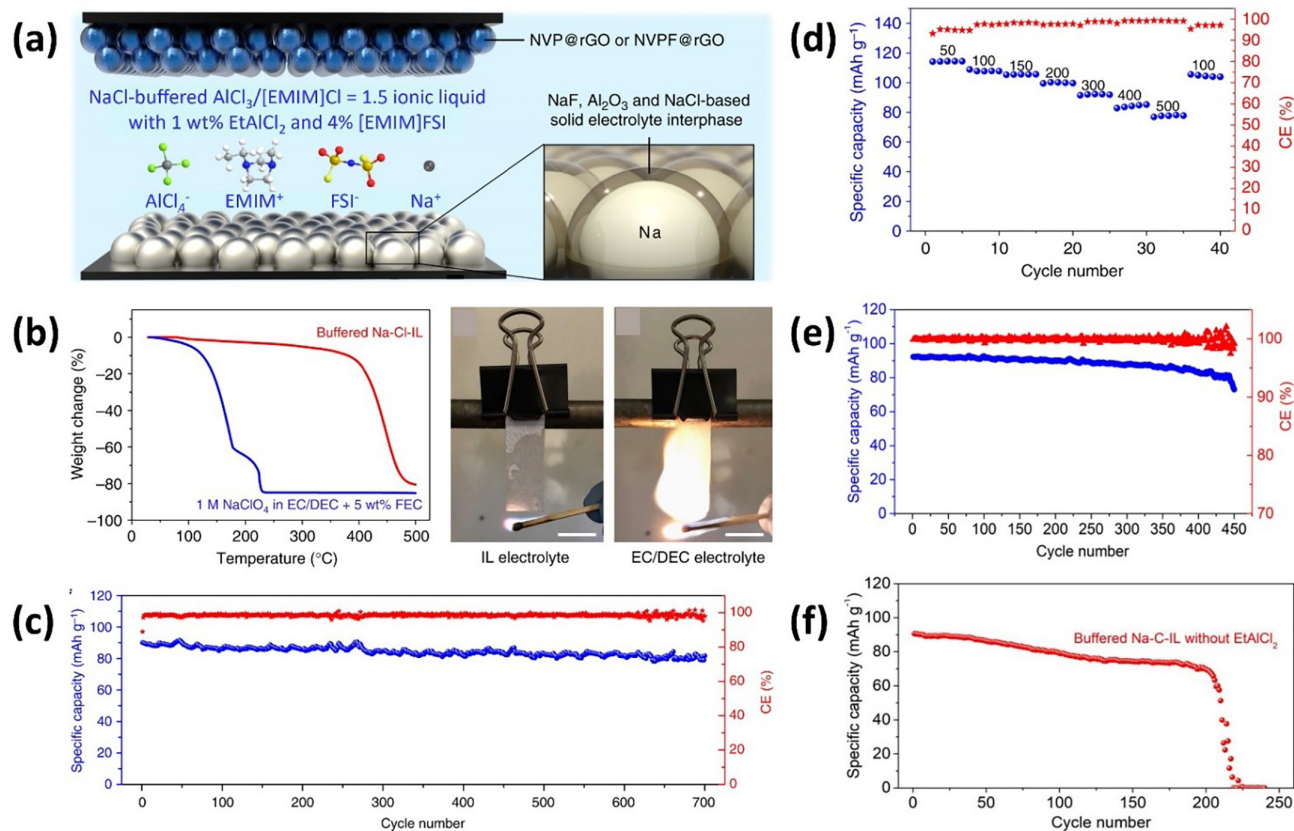 (a)
NVP@rGO or NVPF@rGO
NaCl-buffered AlCl₃/[EMIM]Cl = 1.5 ionic liquid
with 1 wt% EtAlCl₂ and 4% [EMIM]FSI
AlCl₄⁻
EMIM⁺
FSI⁻
Na⁺
NaF, Al₂O₃ and NaCl-based
solid electrolyte interphase
Na
(d)
Specific capacity (mAh g⁻¹)
140
120
100
80
60
40
20
0
50
100
150
200
300
400
500
100
100
90
80
70
60
50
40
30
20
10
0
CE (%)
0
10
20
30
40
Cycle number
(b)
Weight change (%)
0
−20
−40
−60
−80
−100
Buffered Na-Cl-IL
1 M NaClO₄ in EC/DEC + 5 wt% FEC
0
100
200
300
400
500
Temperature (°C)
IL electrolyte
EC/DEC electrolyte
(e)
Specific capacity (mAh g⁻¹)
120
100
80
60
40
20
0
100
90
80
70
CE (%)
0
50
100
150
200
250
300
350
400
450
Cycle number
(c)
Specific capacity (mAh g⁻¹)
120
100
80
60
40
20
0
100
80
60
40
20
0
CE (%)
0
100
200
300
400
500
600
700
Cycle number
(f)
Specific capacity (mAh g⁻¹)
120
100
80
60
40
20
0
Buffered Na-C-IL without EtAlCl₂
0
50
100
150
200
250
Cycle number